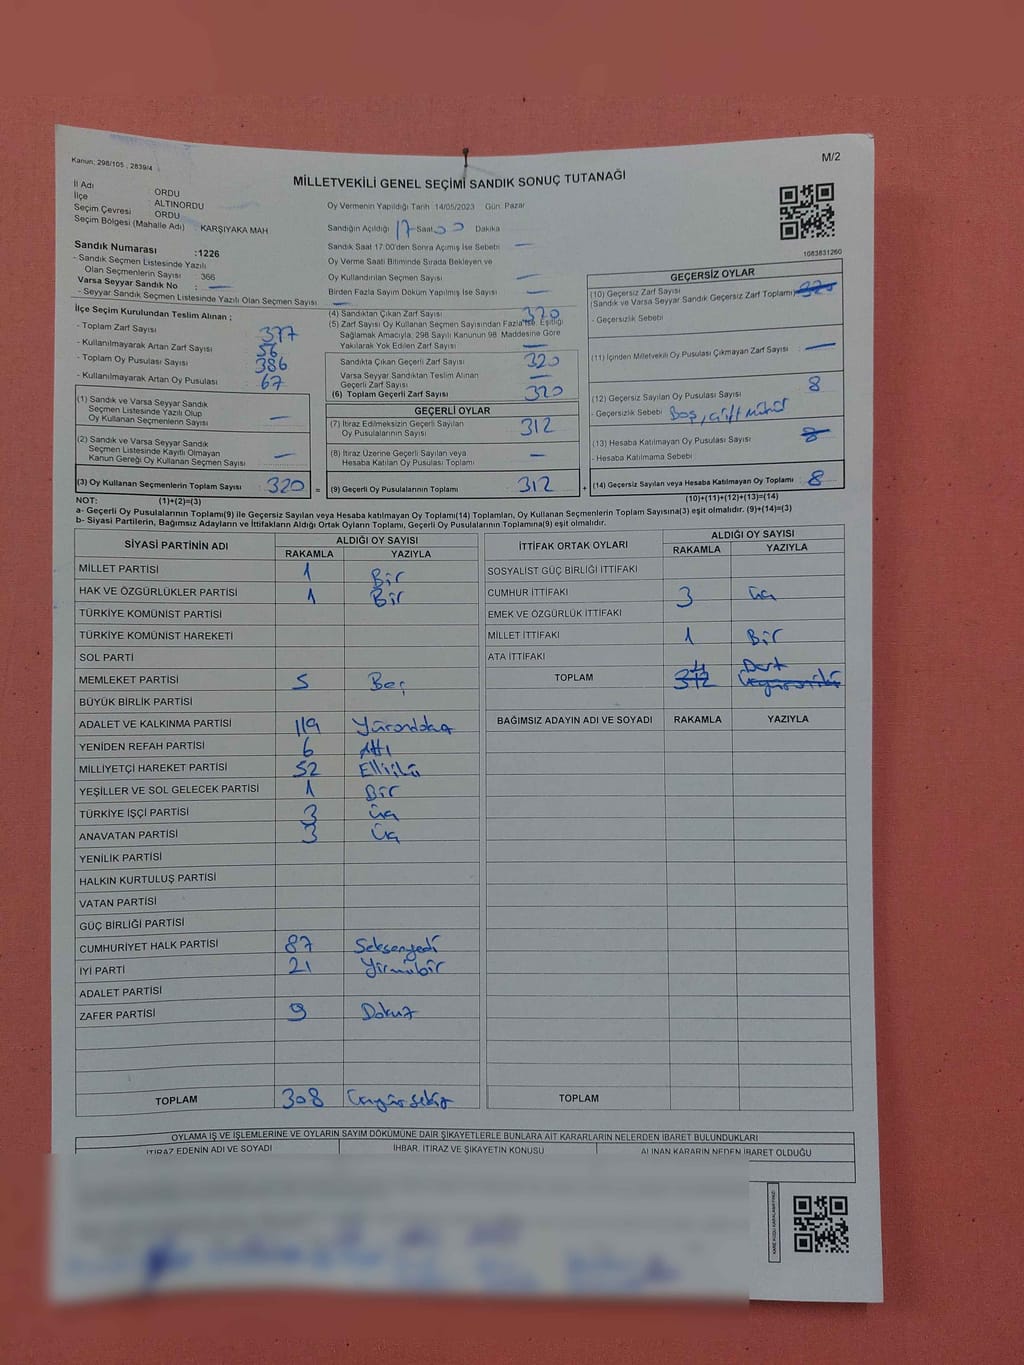 Kanun: 298/105 , 2839/4
M/2
MİLLETVEKİLİ GENEL SEÇİMİ SANDIK SONUÇ TUTANAĞI
İl Adı ORDU
İlçe ALTINORDU
Seçim Çevresi ORDU
Seçim Bölgesi (Mahalle Adı) KARŞIYAKA MAH
Sandık Numarası :1226
- Sandık Seçmen Listesinde Yazılı
Olan Seçmenlerin Sayısı 366
Varsa Seyyar Sandık No : —
- Seyyar Sandık Seçmen Listesinde Yazılı Olan Seçmen Sayısı —
İlçe Seçim Kurulundan Teslim Alınan ;
- Toplam Zarf Sayısı 377
- Kullanılmayarak Artan Zarf Sayısı 56
- Toplam Oy Pusulası Sayısı 386
- Kullanılmayarak Artan Oy Pusulası 67
(1) Sandık ve Varsa Seyyar Sandık
Seçmen Listesinde Yazılı Olup
Oy Kullanan Seçmenlerin Sayısı —
(2) Sandık ve Varsa Seyyar Sandık
Seçmen Listesinde Kayıtlı Olmayan
Kanun Gereği Oy Kullanan Seçmen Sayısı —
(3) Oy Kullanan Seçmenlerin Toplam Sayısı 320 =
Oy Vermenin Yapıldığı Tarih :14/05/2023 Gün: Pazar
Sandığın Açıldığı 17 Saat 00 Dakika
Sandık Saat 17:00'den Sonra Açımış İse Sebebi —
Oy Verme Saati Bitiminde Sırada Bekleyen ve
Oy Kullandırılan Seçmen Sayısı —
Birden Fazla Sayım Döküm Yapılmış İse Sayısı —
(4) Sandıktan Çıkan Zarf Sayısı 320
(5) Zarf Sayısı Oy Kullanan Seçmen Sayısından Fazla İse, Eşitliği
Sağlamak Amacıyla, 298 Sayılı Kanunun 98. Maddesine Göre
Yakılarak Yok Edilen Zarf Sayısı —
Sandıkta Çıkan Geçerli Zarf Sayısı 320
Varsa Seyyar Sandıktan Teslim Alınan
Geçerli Zarf Sayısı —
(6) Toplam Geçerli Zarf Sayısı 320
GEÇERLİ OYLAR
(7) İtiraz Edilmeksizin Geçerli Sayılan
Oy Pusulalarının Sayısı 312
(8) İtiraz Üzerine Geçerli Sayılan veya
Hesaba Katılan Oy Pusulası Toplamı —
(9) Geçerli Oy Pusulalarının Toplamı 312 +
1083831260
GEÇERSİZ OYLAR
(10) Geçersiz Zarf Sayısı
(Sandık ve Varsa Seyyar Sandık Geçersiz Zarf Toplamı) 320
- Geçersizlik Sebebi
(11) İçinden Milletvekili Oy Pusulası Çıkmayan Zarf Sayısı —
(12) Geçersiz Sayılan Oy Pusulası Sayısı 8
- Geçersizlik Sebebi Boş, çift mühür
(13) Hesaba Katılmayan Oy Pusulası Sayısı 8
- Hesaba Katılmama Sebebi
(14) Geçersiz Sayılan veya Hesaba Katılmayan Oy Toplamı 8
NOT: (1)+(2)=(3) (10)+(11)+(12)+(13)=(14)
a- Geçerli Oy Pusulalarının Toplamı(9) ile Geçersiz Sayılan veya Hesaba katılmayan Oy Toplamı(14) Toplamları, Oy Kullanan Seçmenlerin Toplam Sayısına(3) eşit olmalıdır. (9)+(14)=(3)
b- Siyasi Partilerin, Bağımsız Adayların ve İttifakların Aldığı Ortak Oyların Toplamı, Geçerli Oy Pusulalarının Toplamına(9) eşit olmalıdır.
SİYASİ PARTİNİN ADI ALDIĞI OY SAYISI
RAKAMLA YAZIYLA
MİLLET PARTİSİ 1 Bir
HAK VE ÖZGÜRLÜKLER PARTİSİ 1 Bir
TÜRKİYE KOMÜNİST PARTİSİ
TÜRKİYE KOMÜNİST HAREKETİ
SOL PARTİ
MEMLEKET PARTİSİ 5 Beş
BÜYÜK BİRLİK PARTİSİ
ADALET VE KALKINMA PARTİSİ 119 Yüzondokuz
YENİDEN REFAH PARTİSİ 6 Altı
MİLLİYETÇİ HAREKET PARTİSİ 52 Elliiki
YEŞİLLER VE SOL GELECEK PARTİSİ 1 Bir
TÜRKİYE İŞÇİ PARTİSİ 3 Üç
ANAVATAN PARTİSİ 3 Üç
YENİLİK PARTİSİ
HALKIN KURTULUŞ PARTİSİ
VATAN PARTİSİ
GÜÇ BİRLİĞİ PARTİSİ
CUMHURİYET HALK PARTİSİ 87 Seksenyedi
İYİ PARTİ 21 Yirmibir
ADALET PARTİSİ
ZAFER PARTİSİ 9 Dokuz
TOPLAM 308 Üçyüzsekiz
İTTİFAK ORTAK OYLARI ALDIĞI OY SAYISI
RAKAMLA YAZIYLA
SOSYALİST GÜÇ BİRLİĞİ İTTİFAKI
CUMHUR İTTİFAKI 3 Üç
EMEK VE ÖZGÜRLÜK İTTİFAKI
MİLLET İTTİFAKI 1 Bir
ATA İTTİFAKI
TOPLAM 312 4 Dört
BAĞIMSIZ ADAYIN ADI VE SOYADI RAKAMLA YAZIYLA
TOPLAM
OYLAMA İŞ VE İŞLEMLERİNE VE OYLARIN SAYIM DÖKÜMÜNE DAİR ŞİKAYETLERLE BUNLARA AİT KARARLARIN NELERDEN İBARET BULUNDUKLARI
İTİRAZ EDENİN ADI VE SOYADI İHBAR, İTİRAZ VE ŞİKAYETİN KONUSU ALINAN KARARIN NEDEN İBARET OLDUĞU
KARE KODU KARALAMAYINIZ!